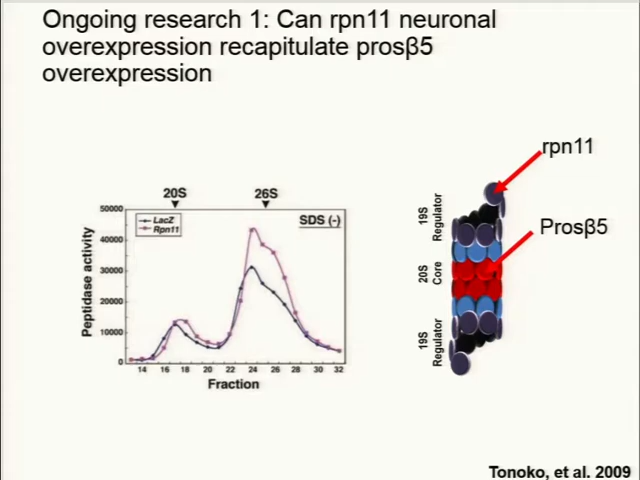 Ongoing research 1: Can rpn11 neuronal
overexpression recapitulate prosβ5
overexpression
20S
26S
LacZ
Rpn11
SDS (-)
50000
40000
30000
20000
10000
0
Peptidase activity
14 16 18 20 22 24 26 28 30 32
Fraction
rpn11
Prosβ5
19S
Regulator
20S
Core
19S
Regulator
Tonoko, et al. 2009